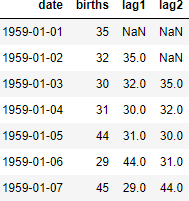 date births lag1 lag2
1959-01-01 35 NaN NaN
1959-01-02 32 35.0 NaN
1959-01-03 30 32.0 35.0
1959-01-04 31 30.0 32.0
1959-01-05 44 31.0 30.0
1959-01-06 29 44.0 31.0
1959-01-07 45 29.0 44.0